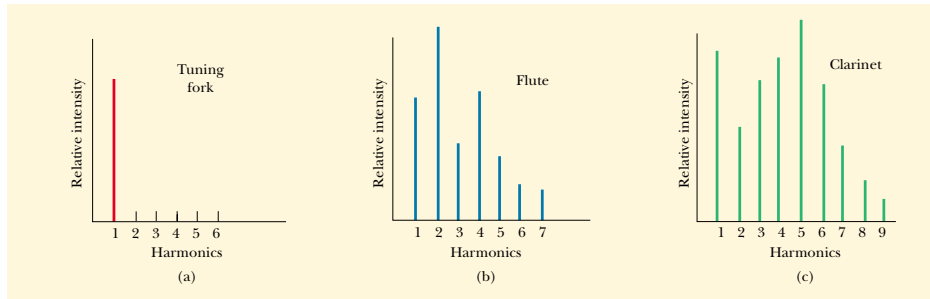 Relative intensity
Tuning
fork
1 2 3 4 5 6
Harmonics
(a)
Relative intensity
Flute
1 2 3 4 5 6 7
Harmonics
(b)
Relative intensity
Clarinet
1 2 3 4 5 6 7 8 9
Harmonics
(c)